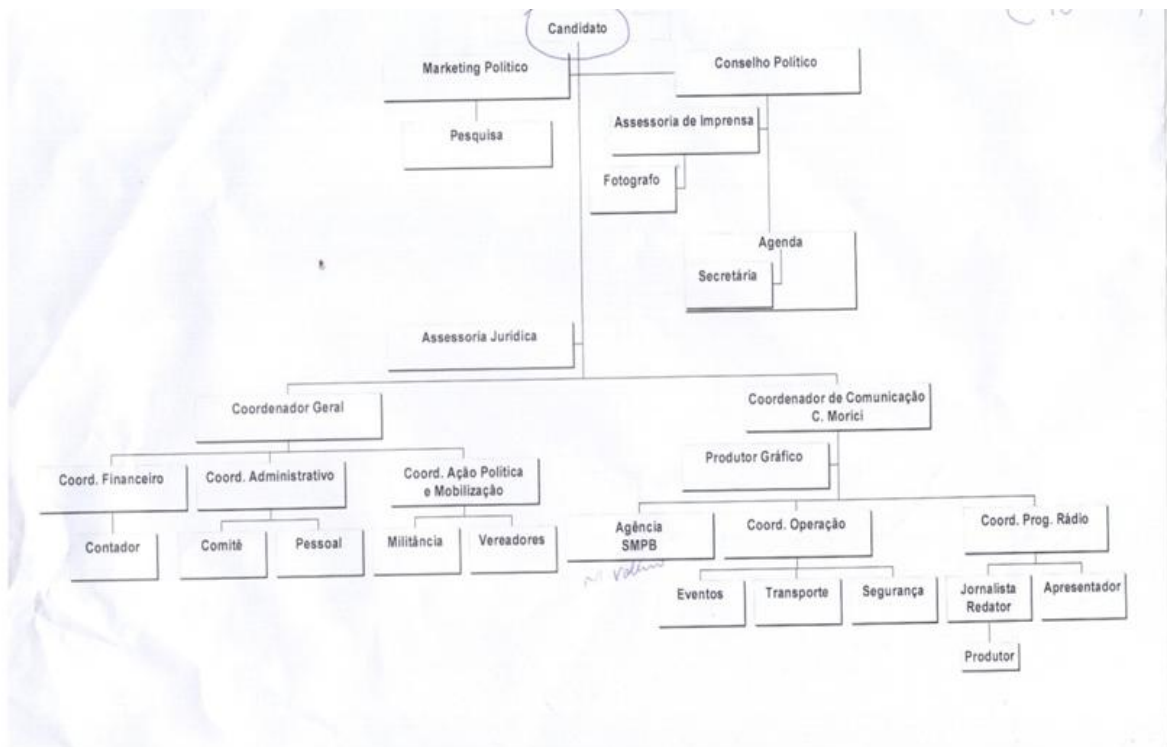 Candidato
Marketing Político
Conselho Político
Pesquisa
Assessoria de Imprensa
Fotografo
Agenda
Secretária
Assessoria Juridica
Coordenador Geral
Coordenador de Comunicação
C. Morici
Produtor Gráfico
Coord. Financeiro
Coord. Administrativo
Coord. Ação Política
e Mobilização
Contador
Comitê
Pessoal
Militância
Vereadores
Agência
SMPB
Coord. Operação
Coord. Prog. Rádio
Eventos
Transporte
Segurança
Jornalista
Redator
Apresentador
Produtor